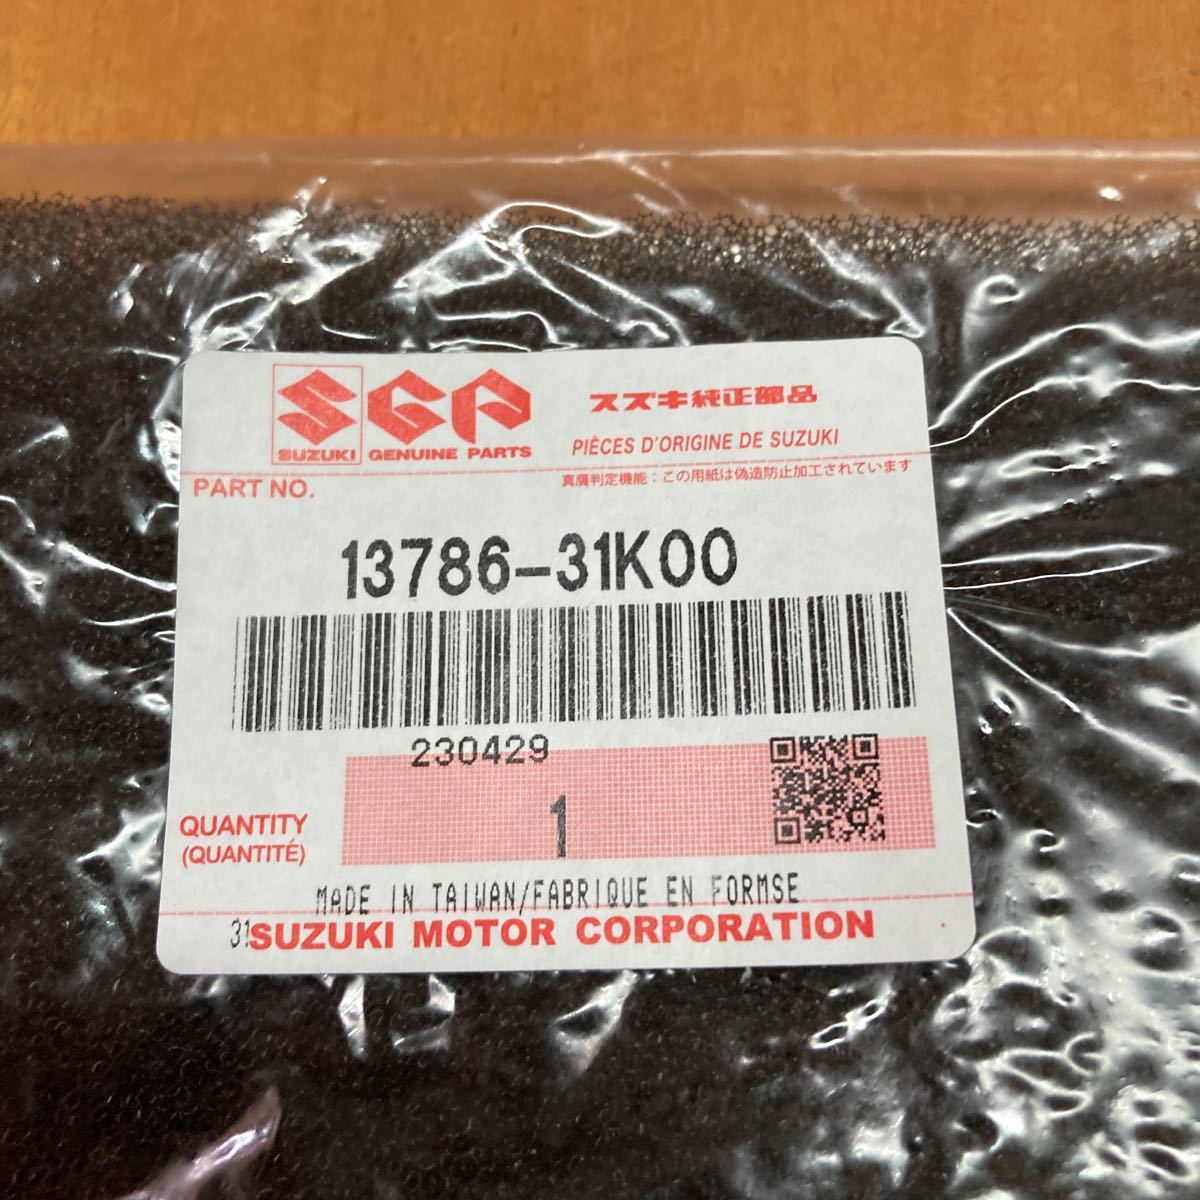 SUZUKI GENUINE PARTS
スズキ純正部品
PIÈCES D'ORIGINE DE SUZUKI
PART NO.
真贋判定機能：この用紙は偽造防止加工されています
13786-31K00
230429
QUANTITY
(QUANTITÉ)
1
MADE IN TAIWAN/FABRIQUE EN FORMSE
31
SUZUKI MOTOR CORPORATION